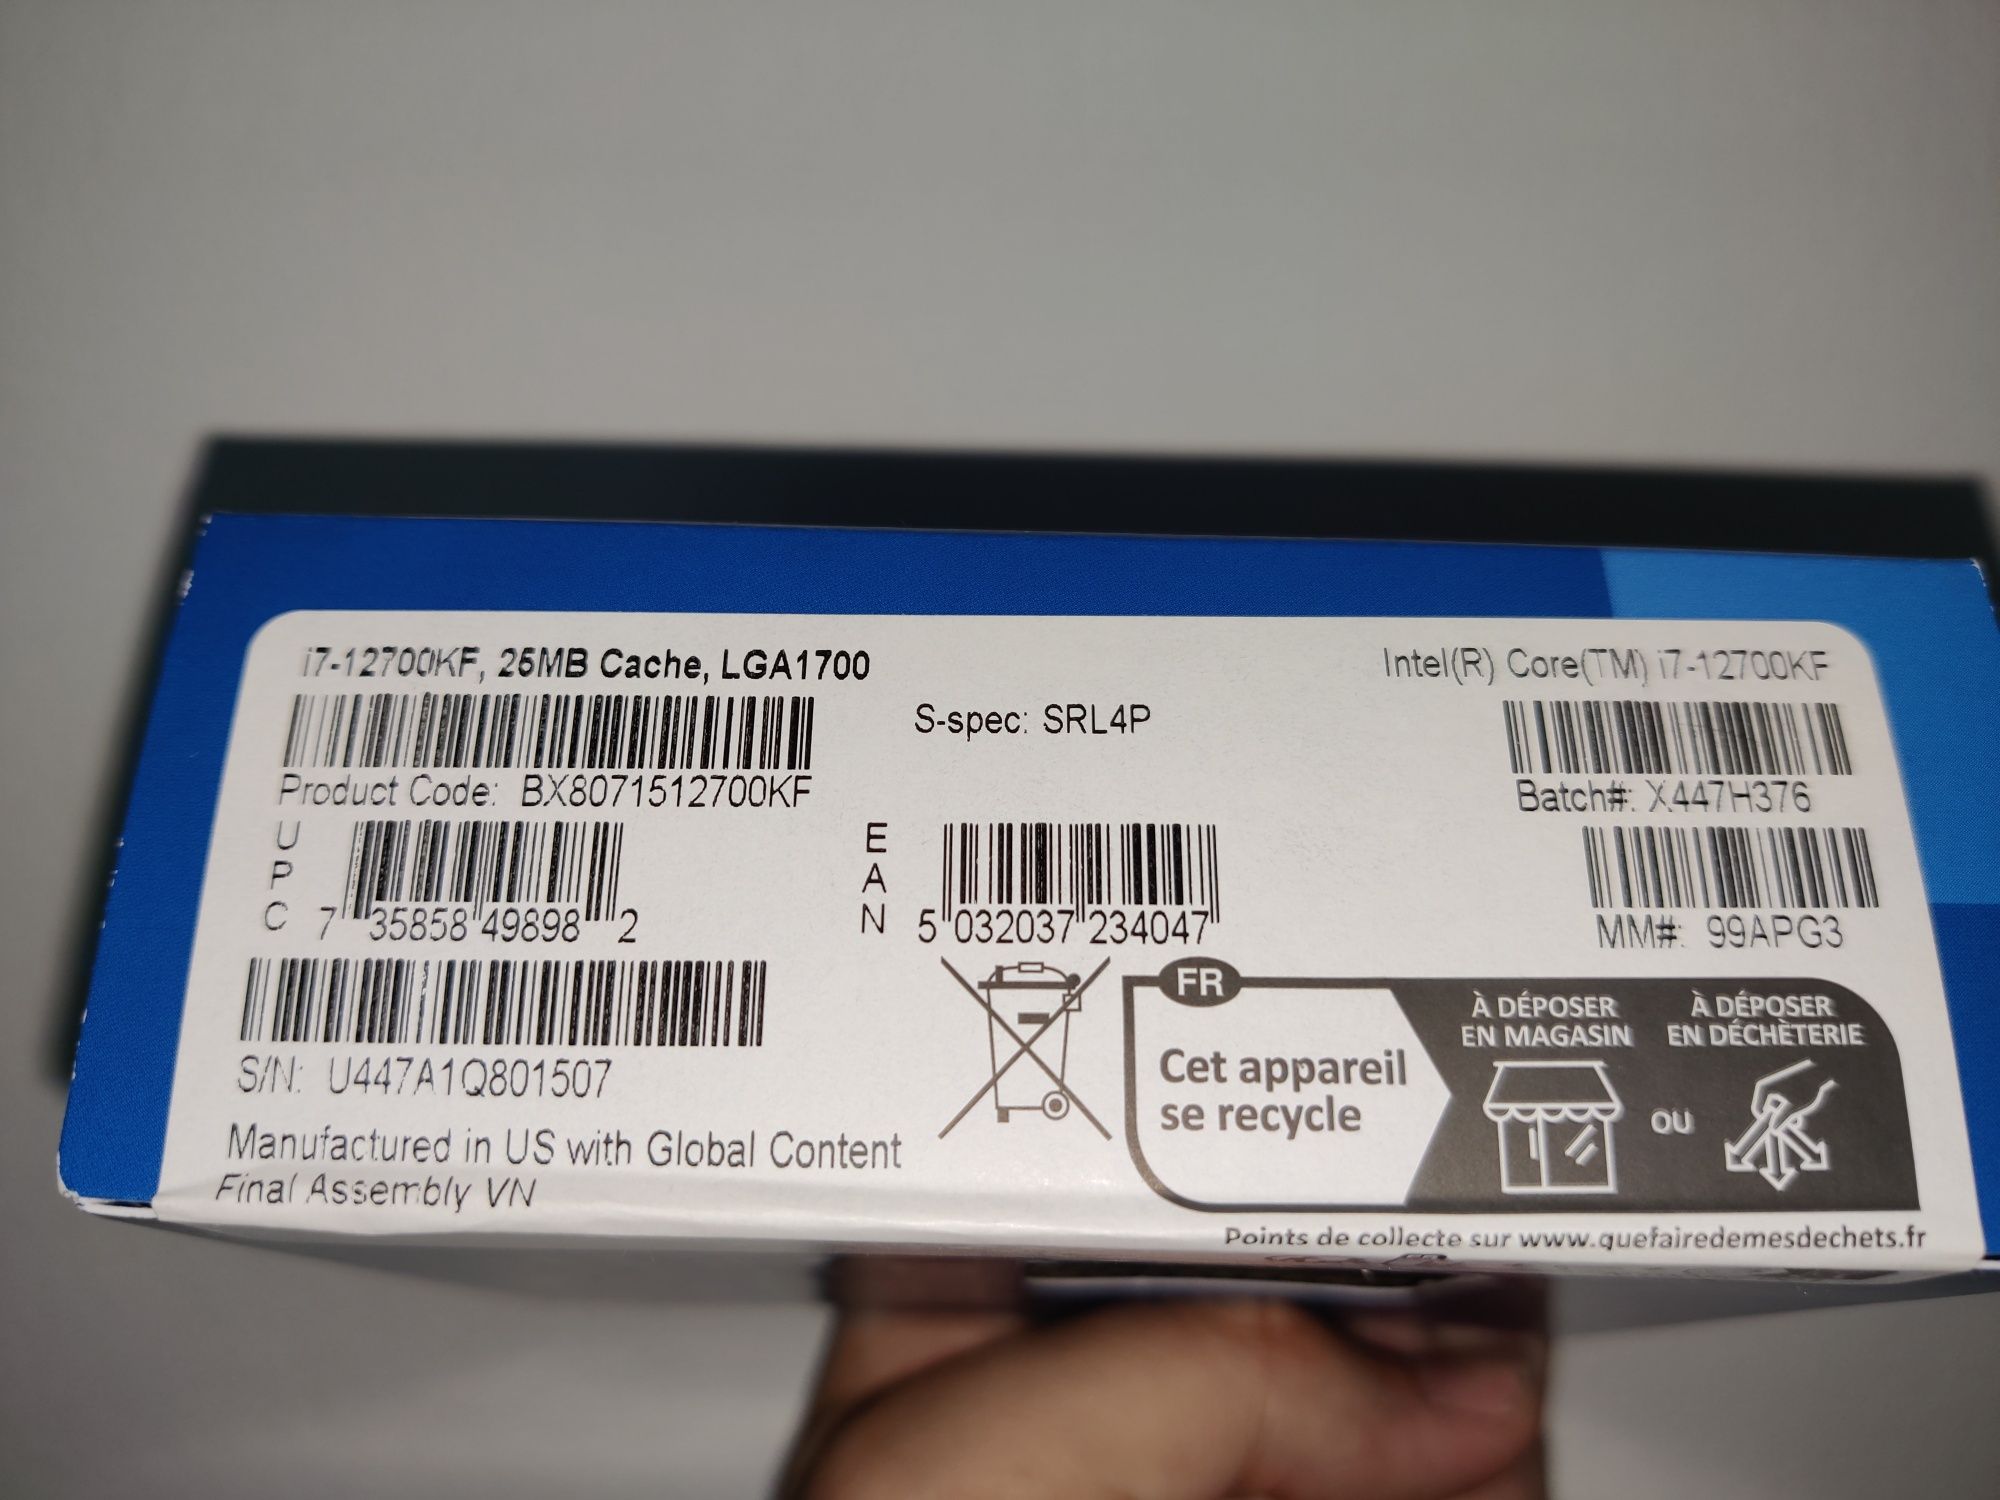 i7-12700KF, 25MB Cache, LGA1700
Intel(R) Core(TM) i7-12700KF
S-spec: SRL4P
Product Code: BX8071512700KF
Batch#: X447H376
UPC 7 35858 49898 2
EAN 5 032037 234047
MM#: 99APG3
S/N: U447A1Q801507
Manufactured in US with Global Content
Final Assembly VN
FR
Cet appareil
se recycle
À DÉPOSER
EN MAGASIN
OU
À DÉPOSER
EN DÉCHÈTERIE
Points de collecte sur www.quefairedemesdechets.fr